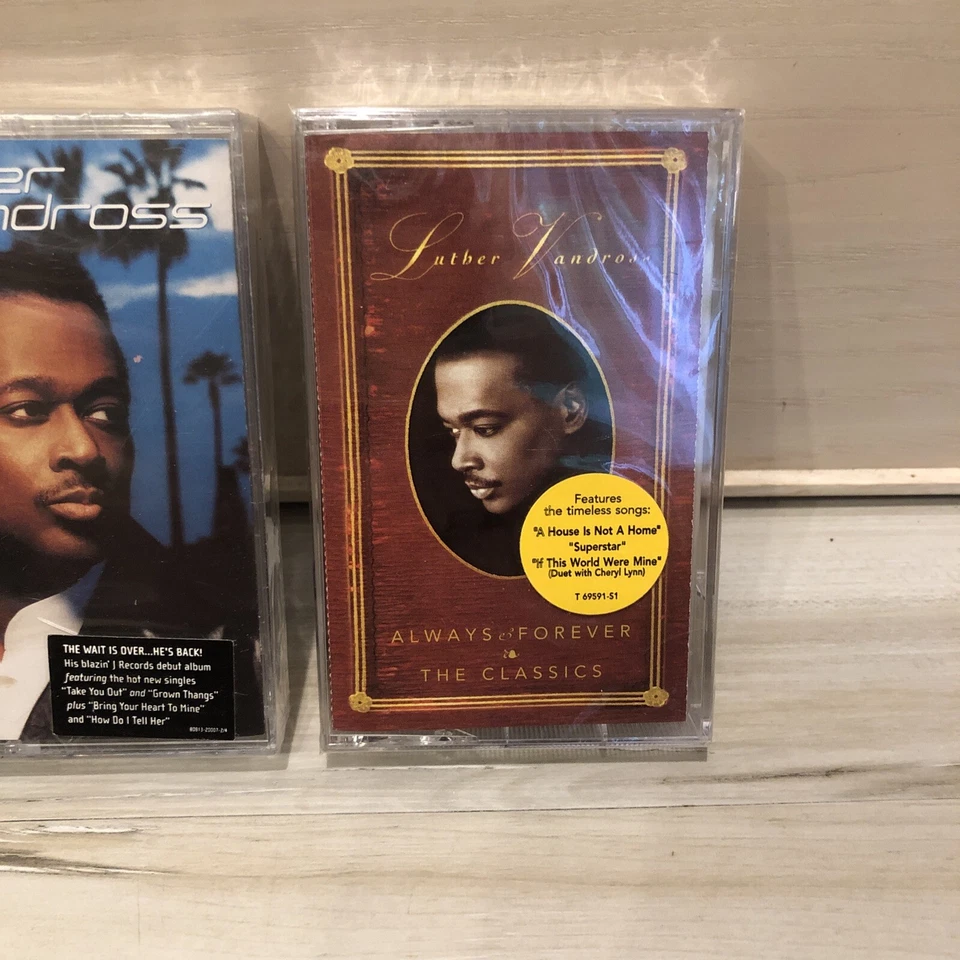 er
ndross
THE WAIT IS OVER...HE'S BACK!
His blazin' J Records debut album
featuring the hot new singles
"Take You Out" and "Grown Thangs"
plus "Bring Your Heart To Mine"
and "How Do I Tell Her"
Luther Vandross
Features
the timeless songs:
"A House Is Not A Home"
"Superstar"
"If This World Were Mine"
(Duet with Cheryl Lynn)
T 69591-S1
ALWAYS & FOREVER
THE CLASSICS